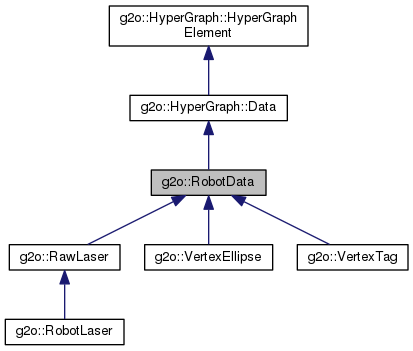 g2o::HyperGraph::HyperGraph
Element
g2o::HyperGraph::Data
g2o::RobotData
g2o::RawLaser
g2o::VertexEllipse
g2o::VertexTag
g2o::RobotLaser